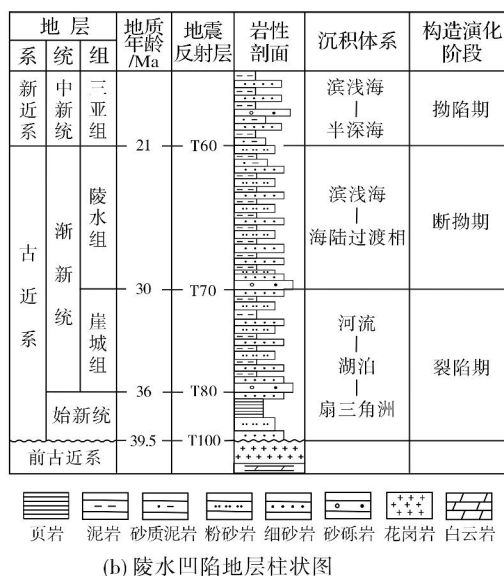 地层 地质年龄/Ma 地震反射层 岩性剖面 沉积体系 构造演化阶段
系 统 组
新近系 中新统 三亚组 滨浅海 半深海 拗陷期
21 T60
古近系 渐新统 陵水组 滨浅海 海陆过渡相 断拗期
30 T70
崖城组 河流 湖泊 扇三角洲 裂陷期
36 T80
始新统
39.5 T100
前古近系
页岩 泥岩 砂质泥岩 粉砂岩 细砂岩 砂砾岩 花岗岩 白云岩
(b) 陵水凹陷地层柱状图